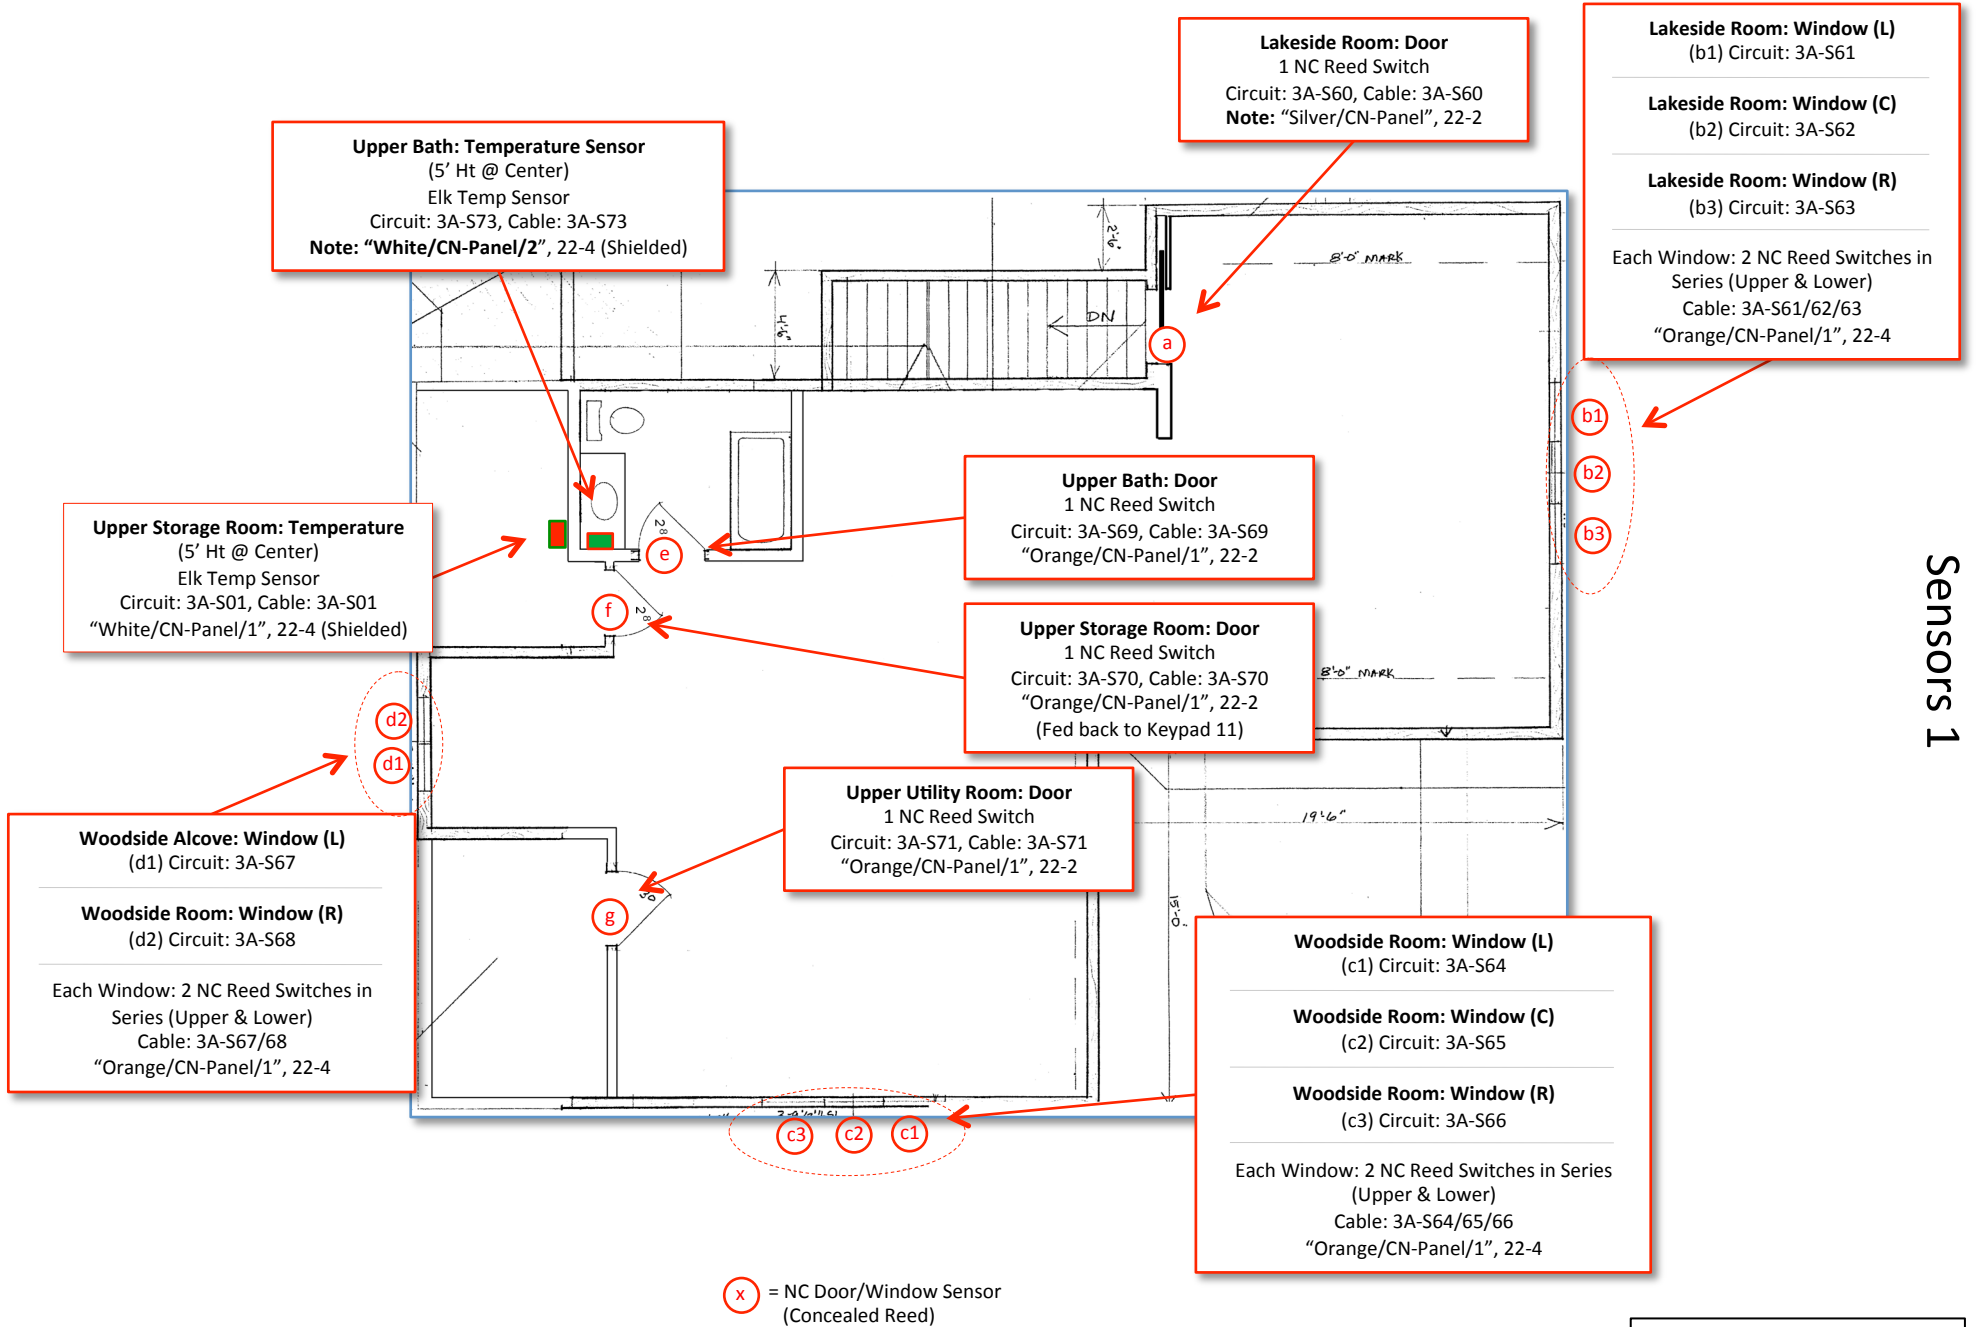 Lakeside Room: Door
1 NC Reed Switch
Circuit: 3A-S60, Cable: 3A-S60
Note: “Silver/CN-Panel”, 22-2
Lakeside Room: Window (L)
(b1) Circuit: 3A-S61
Lakeside Room: Window (C)
(b2) Circuit: 3A-S62
Lakeside Room: Window (R)
(b3) Circuit: 3A-S63
Each Window: 2 NC Reed Switches in
Series (Upper & Lower)
Cable: 3A-S61/62/63
“Orange/CN-Panel/1”, 22-4
Upper Bath: Temperature Sensor
(5’ Ht @ Center)
Elk Temp Sensor
Circuit: 3A-S73, Cable: 3A-S73
Note: “White/CN-Panel/2”, 22-4 (Shielded)
2'-6"
8'-0" MARK
4'-6"
DN
a
b1
b2
b3
Upper Bath: Door
1 NC Reed Switch
Circuit: 3A-S69, Cable: 3A-S69
“Orange/CN-Panel/1”, 22-2
Upper Storage Room: Temperature
(5’ Ht @ Center)
Elk Temp Sensor
Circuit: 3A-S01, Cable: 3A-S01
“White/CN-Panel/1”, 22-4 (Shielded)
28
e
f
28
Upper Storage Room: Door
1 NC Reed Switch
Circuit: 3A-S70, Cable: 3A-S70
“Orange/CN-Panel/1”, 22-2
(Fed back to Keypad 11)
8'-0" MARK
Sensors 1
d2
d1
Upper Utility Room: Door
1 NC Reed Switch
Circuit: 3A-S71, Cable: 3A-S71
“Orange/CN-Panel/1”, 22-2
19'-6"
Woodside Alcove: Window (L)
(d1) Circuit: 3A-S67
Woodside Room: Window (R)
(d2) Circuit: 3A-S68
Each Window: 2 NC Reed Switches in
Series (Upper & Lower)
Cable: 3A-S67/68
“Orange/CN-Panel/1”, 22-4
30
g
15'-0"
Woodside Room: Window (L)
(c1) Circuit: 3A-S64
Woodside Room: Window (C)
(c2) Circuit: 3A-S65
Woodside Room: Window (R)
(c3) Circuit: 3A-S66
Each Window: 2 NC Reed Switches in Series
(Upper & Lower)
Cable: 3A-S64/65/66
“Orange/CN-Panel/1”, 22-4
c3
c2
c1
x = NC Door/Window Sensor
(Concealed Reed)